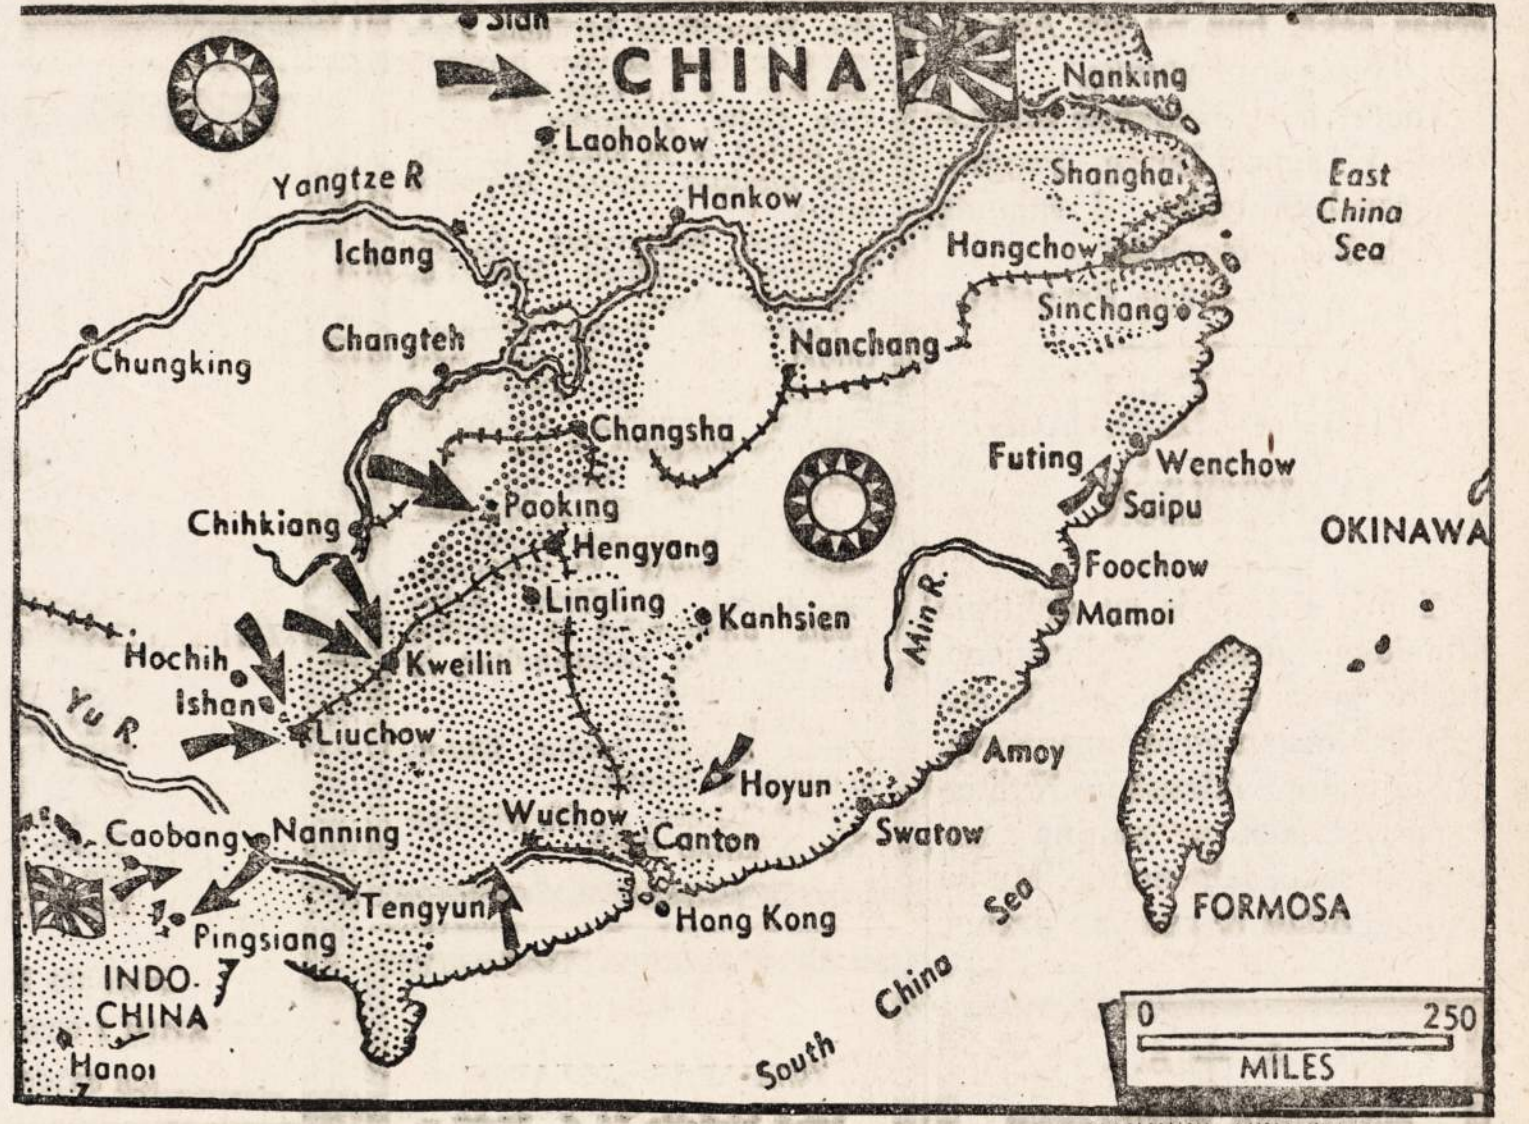 Sian
CHINA
Nanking
Laohokow
Yangtze R
Shanghai
East
China
Sea
Hankow
Ichang
Hangchow
Sinchang
Changteh
Nanchang
Chungking
Changsha
Futing
Wenchow
Paoking
Saipu
Chihkiang
OKINAWA
Hengyang
Foochow
Lingling
Kanhsien
Min R.
Mamoi
Hochih
Kweilin
Ishan
Yu R.
Liuchow
Amoy
Hoyun
Wuchow
Caobang
Nanning
Canton
Swatow
Tengyun
Hong Kong
FORMOSA
Pingsiang
INDO-
CHINA
South China Sea
Hanoi
0 250
MILES